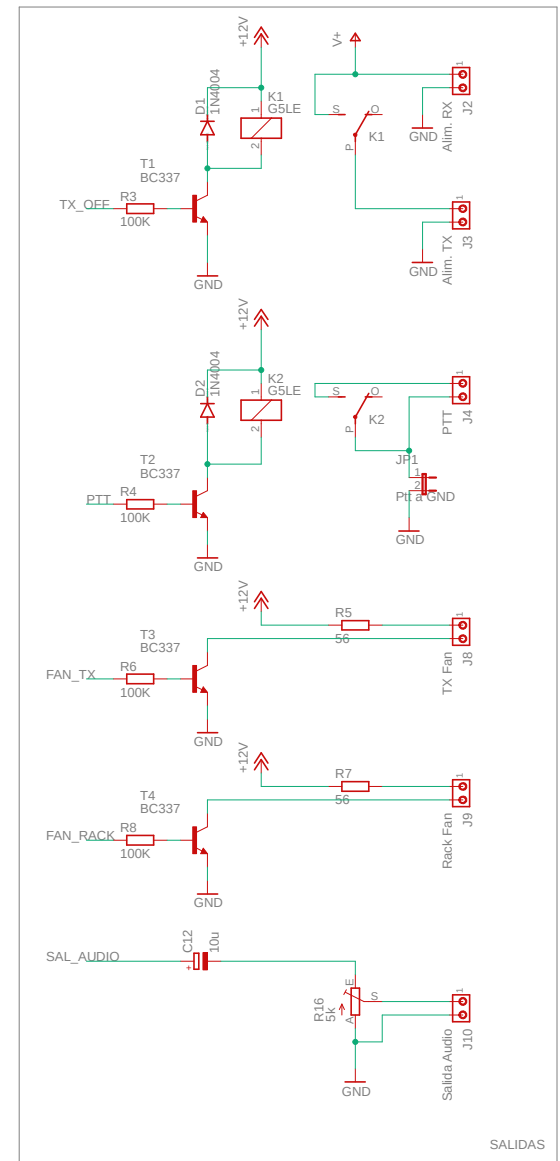 +12V
V+
1
J2
Alim. RX
D1
1N4004
K1
G5LE
1
2
S
O
P
K1
GND
T1
BC337
TX_OFF
R3
100K
1
J3
Alim. TX
GND
GND
+12V
D2
1N4004
K2
G5LE
1
2
S
O
P
K2
1
J4
PTT
T2
BC337
JP1
1
2
Ptt a GND
PTT
R4
100K
GND
GND
+12V
R5
56
1
J8
TX Fan
T3
BC337
FAN_TX
R6
100K
GND
+12V
R7
56
1
J9
Rack Fan
T4
BC337
FAN_RACK
R8
100K
GND
SAL_AUDIO
C12
10u
+
E
S
A
R16
5k
1
J10
Salida Audio
GND
SALIDAS